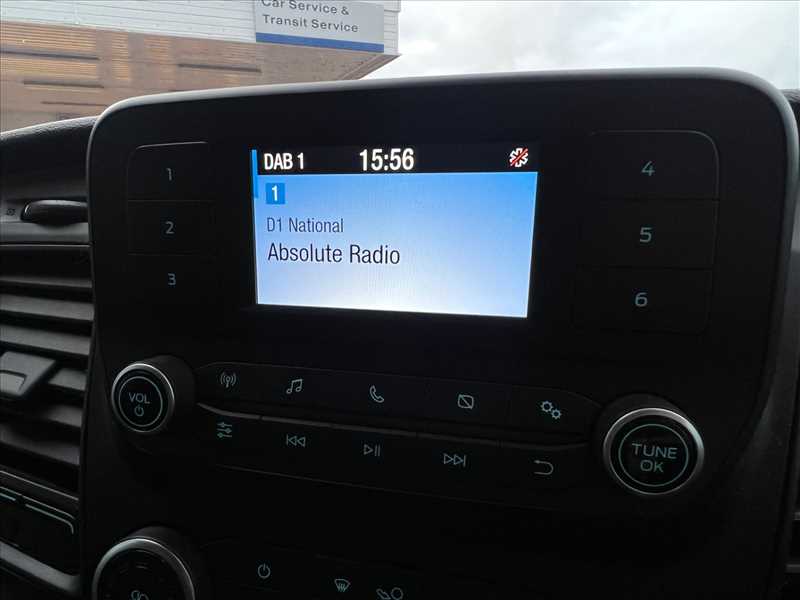 Car Service &
Transit Service
DAB 1 15:56
1
D1 National
Absolute Radio
1
2
3
4
5
6
VOL
TUNE
OK